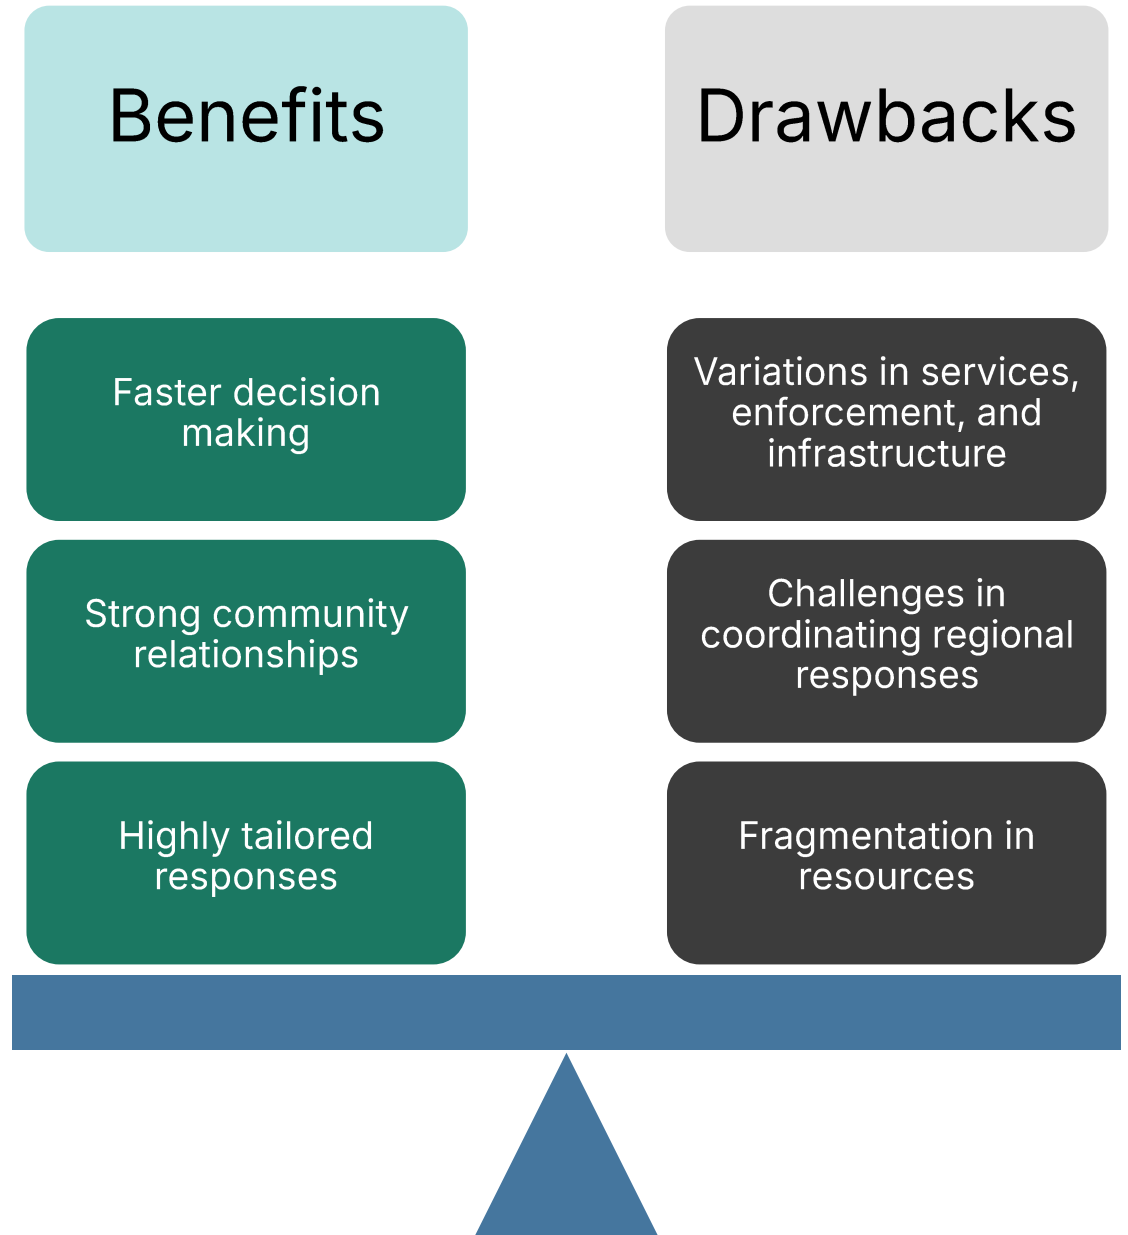 Benefits
Drawbacks
Faster decision
making
Variations in services,
enforcement, and
infrastructure
Strong community
relationships
Challenges in
coordinating regional
responses
Highly tailored
responses
Fragmentation in
resources